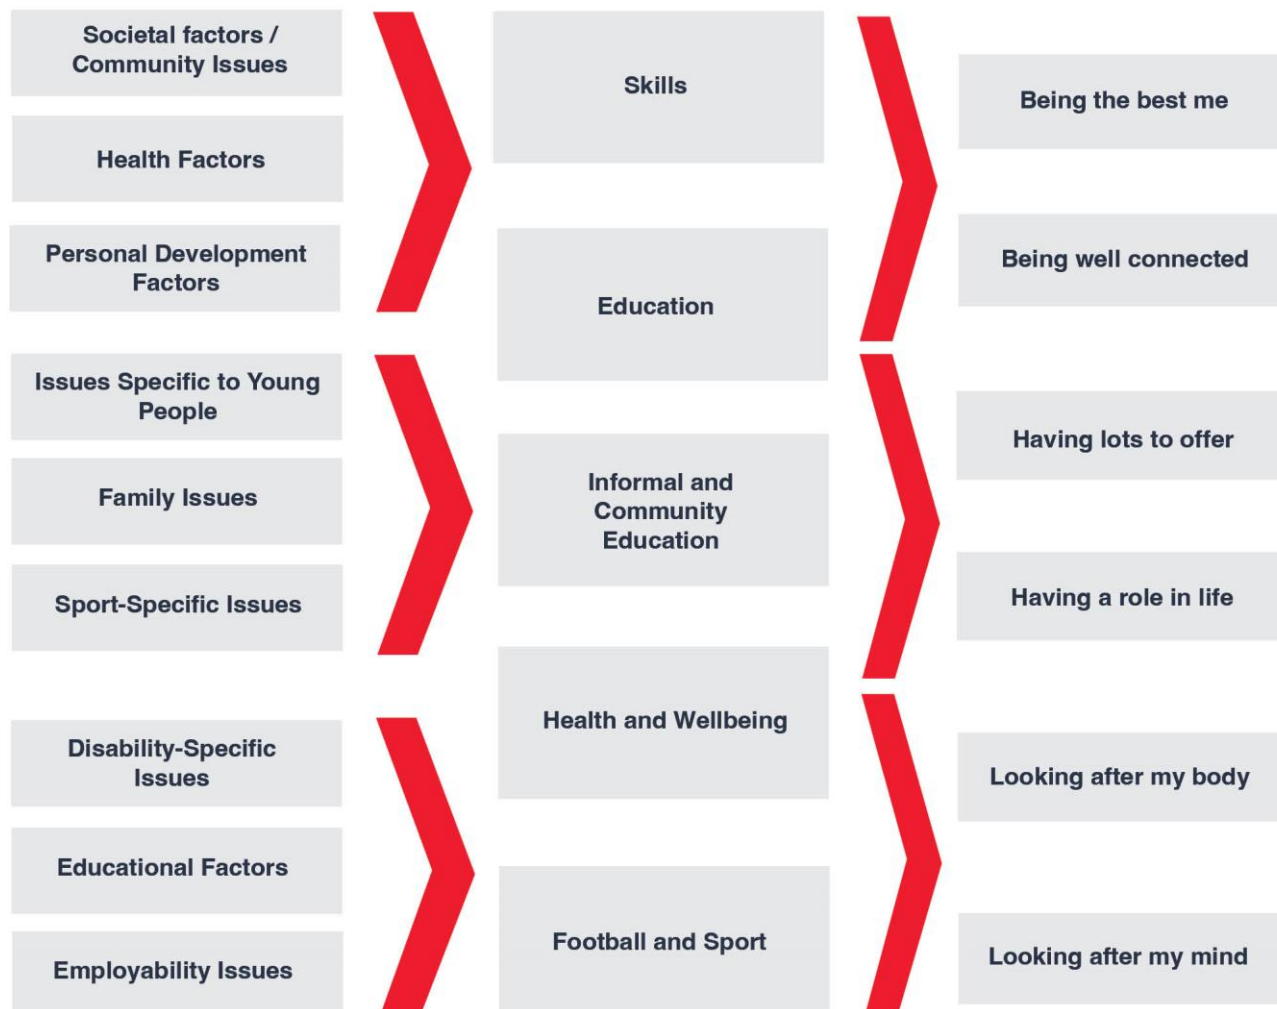 Societal factors /
Community Issues
Health Factors
Personal Development
Factors
Issues Specific to Young
People
Family Issues
Sport-Specific Issues
Disability-Specific
Issues
Educational Factors
Employability Issues
Skills
Education
Informal and
Community
Education
Health and Wellbeing
Football and Sport
Being the best me
Being well connected
Having lots to offer
Having a role in life
Looking after my body
Looking after my mind